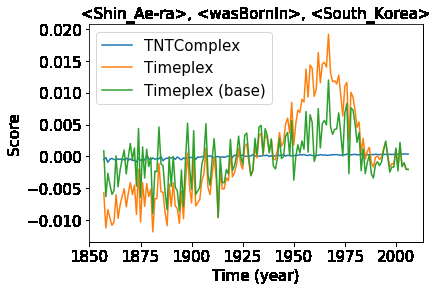 <Shin_Ae-ra>, <wasBornIn>, <South_Korea>
TNTComplex
Timeplex
Timeplex (base)
Score
0.020
0.015
0.010
0.005
0.000
−0.005
−0.010
1850 1875 1900 1925 1950 1975 2000
Time (year)